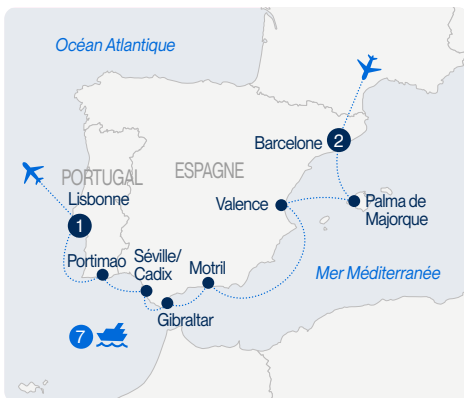 Océan Atlantique
Barcelone
2
ESPAGNE
PORTUGAL
Lisbonne
1
Valence
Palma de
Majorque
Portimao
Séville/
Cadix
Motril
Mer Méditerranée
Gibraltar
7